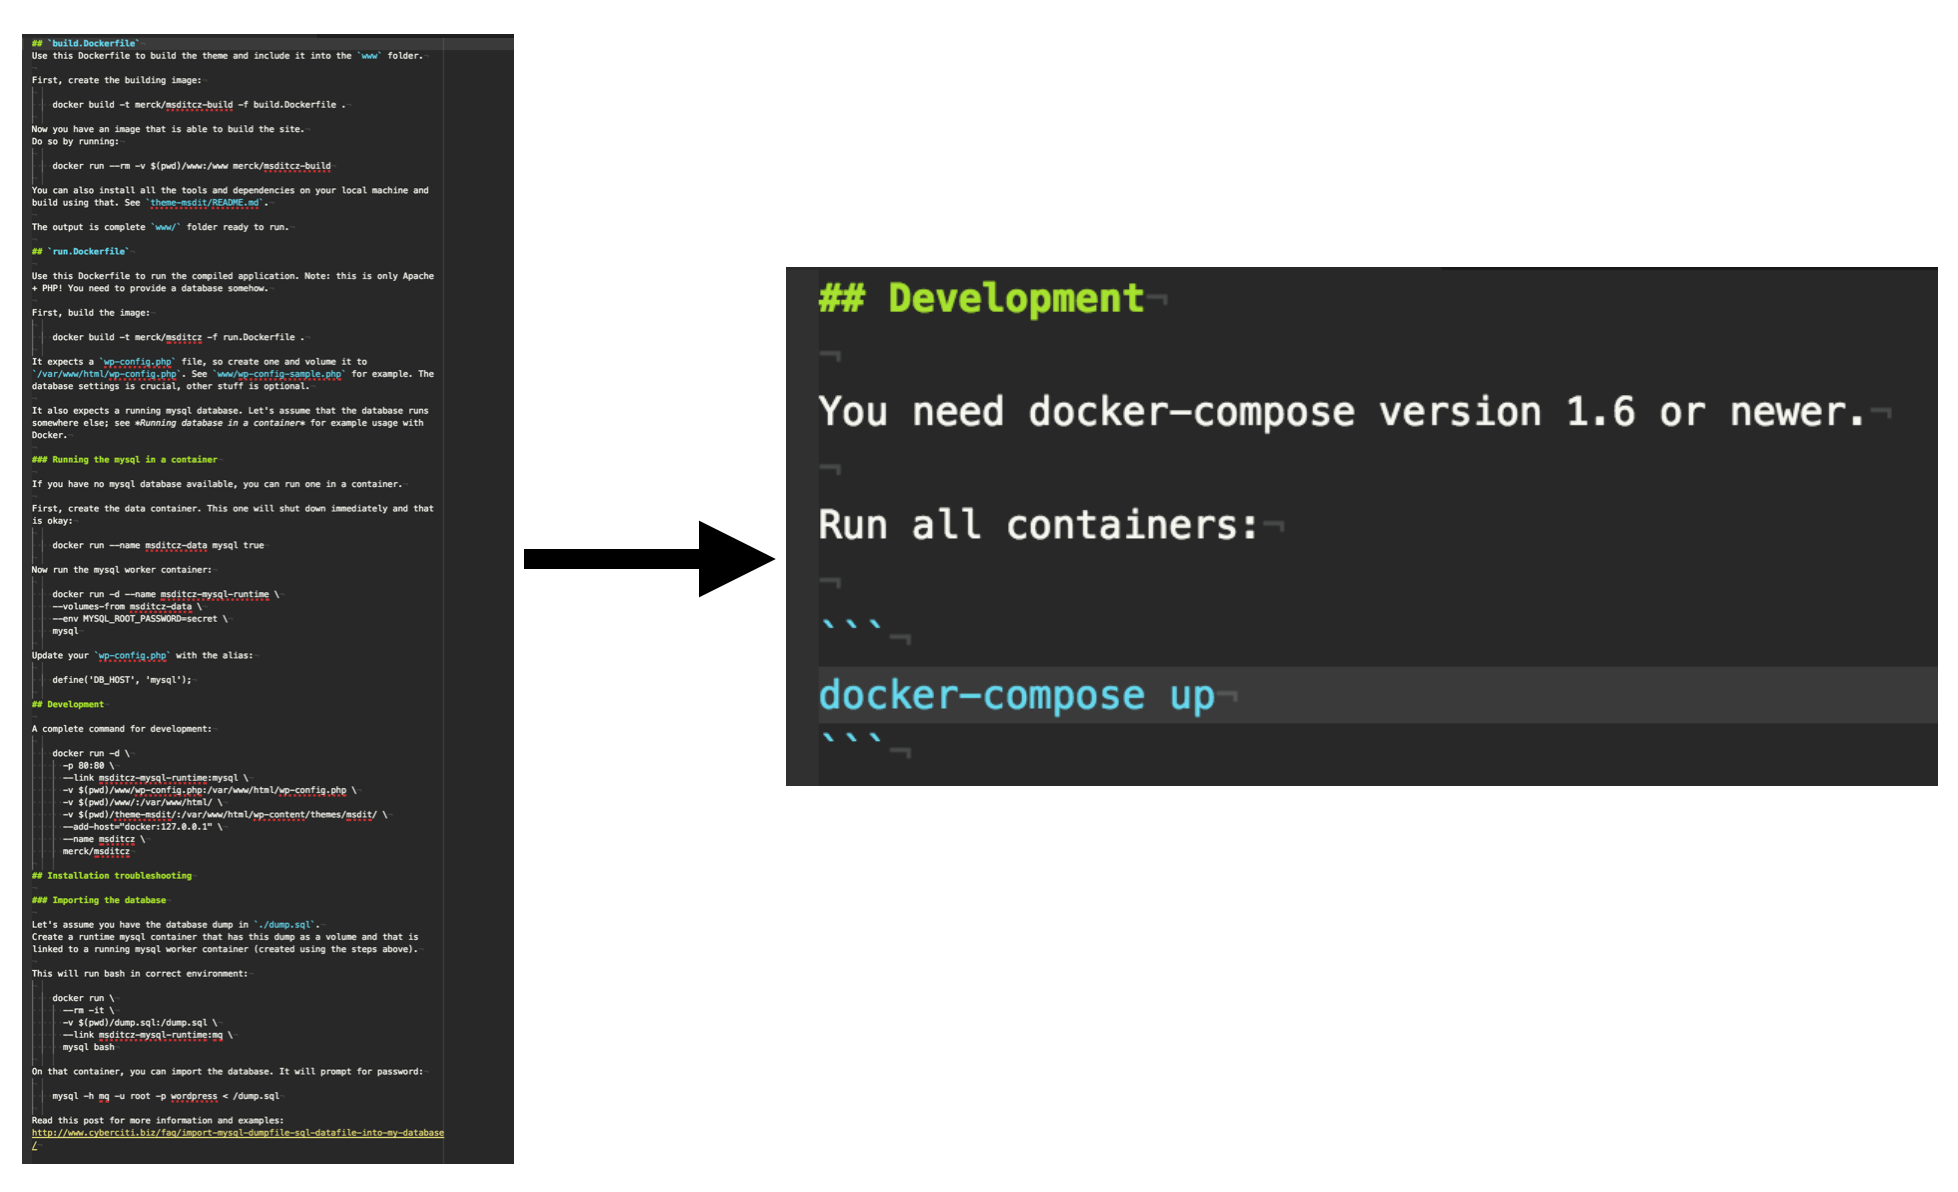 ## `build.Dockerfile`
Use this Dockerfile to build the theme and include it into the `www` folder.
First, create the building image:
docker build -t merck/msditcz-build -f build.Dockerfile .
Now you have an image that is able to build the site.
Do so by running:
docker run --rm -v $(pwd)/www:/www merck/msditcz-build
You can also install all the tools and dependencies on your local machine and
build using that. See `theme-msdit/README.md`.
The output is complete `www/` folder ready to run.
## `run.Dockerfile`
Use this Dockerfile to run the compiled application. Note: this is only Apache
+ PHP! You need to provide a database somehow.
First, build the image:
docker build -t merck/msditcz -f run.Dockerfile .
It expects a `wp-config.php` file, so create one and volume it to
`/var/www/html/wp-config.php`. See `www/wp-config-sample.php` for example. The
database settings is crucial, other stuff is optional.
It also expects a running mysql database. Let's assume that the database runs
somewhere else; see *Running database in a container* for example usage with
Docker.
### Running the mysql in a container
If you have no mysql database available, you can run one in a container.
First, create the data container. This one will shut down immediately and that
is okay:
docker run --name msditcz-data mysql true
Now run the mysql worker container:
docker run -d --name msditcz-mysql-runtime \
--volumes-from msditcz-data \
--env MYSQL_ROOT_PASSWORD=secret \
mysql
Update your `wp-config.php` with the alias:
define('DB_HOST', 'mysql');
## Development
A complete command for development:
docker run -d \
-p 80:80 \
--link msditcz-mysql-runtime:mysql \
-v $(pwd)/www/wp-config.php:/var/www/html/wp-config.php \
-v $(pwd)/www/:/var/www/html/ \
-v $(pwd)/theme-msdit/:/var/www/html/wp-content/themes/msdit/ \
--add-host="docker:127.0.0.1" \
--name msditcz \
merck/msditcz
## Installation troubleshooting
### Importing the database
Let's assume you have the database dump in `./dump.sql`.
Create a runtime mysql container that has this dump as a volume and that is
linked to a running mysql worker container (created using the steps above).
This will run bash in correct environment:
docker run \
--rm -it \
-v $(pwd)/dump.sql:/dump.sql \
--link msditcz-mysql-runtime:mq \
mysql bash
On that container, you can import the database. It will prompt for password:
mysql -h mq -u root -p wordpress < /dump.sql
Read this post for more information and examples:
http://www.cyberciti.biz/faq/import-mysql-dumpfile-sql-datafile-into-my-database
/
## Development
You need docker-compose version 1.6 or newer.
Run all containers:
```
docker-compose up
```